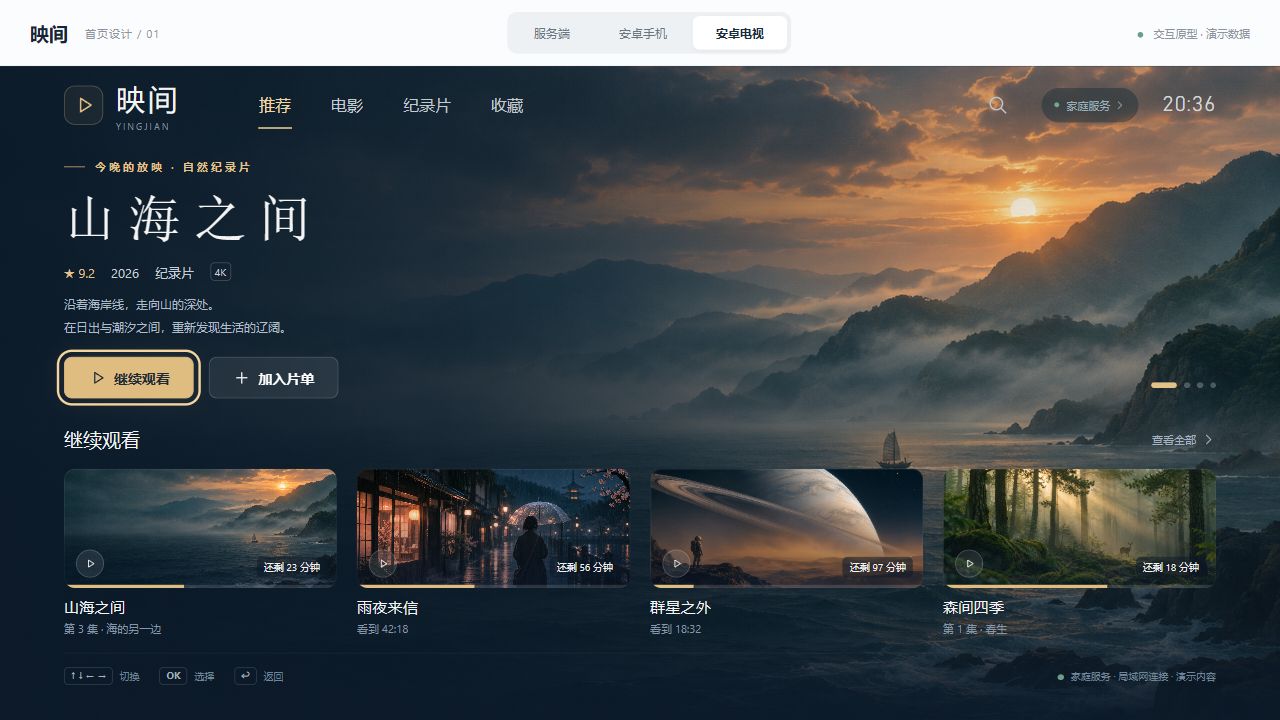 映间 首页设计 / 01
服务端 安卓手机 安卓电视
交互原型 · 演示数据
映间
YINGJIAN
推荐 电影 纪录片 收藏
家庭服务
20:36
今晚的放映 · 自然纪录片
山海之间
★ 9.2 2026 纪录片 4K
沿着海岸线，走向山的深处。
在日出与潮汐之间，重新发现生活的辽阔。
继续观看 加入片单
继续观看 查看全部
还剩 23 分钟 还剩 56 分钟 还剩 97 分钟 还剩 18 分钟
山海之间 雨夜来信 群星之外 森间四季
第 3 集 · 海的另一边 看到 42:18 看到 18:32 第 1 集 · 春生
↑↓←→ 切换 OK 选择 ↩ 返回
家庭服务 · 局域网连接 · 演示内容